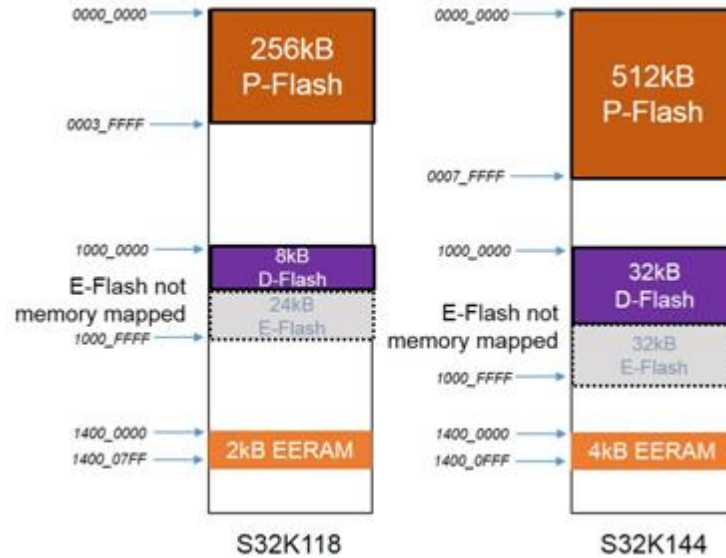 0000_0000
256kB
P-Flash
0003_FFFF
1000_0000
8kB
D-Flash
E-Flash not
memory mapped
24kB
E-Flash
1000_FFFF
1400_0000
2kB EERAM
1400_07FF
S32K118
0000_0000
512kB
P-Flash
0007_FFFF
1000_0000
32kB
D-Flash
E-Flash not
memory mapped
32kB
E-Flash
1000_FFFF
1400_0000
4kB EERAM
1400_0FFF
S32K144